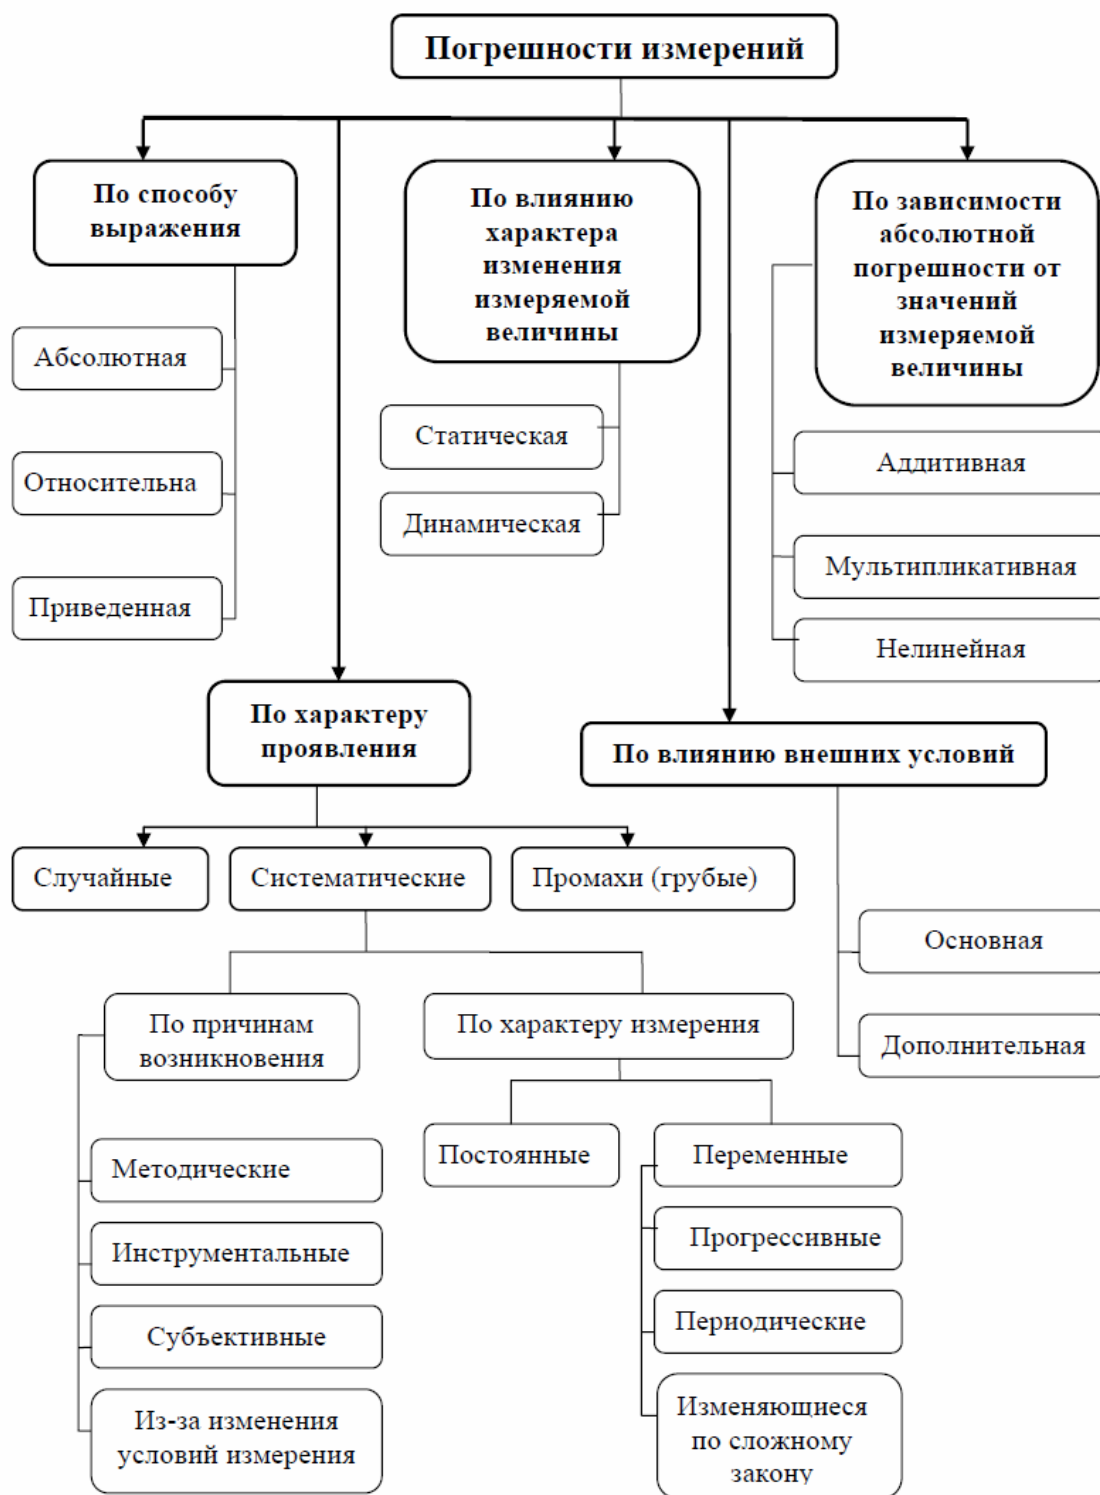 Погрешности измерений
По способу
выражения
По влиянию
характера
изменения
измеряемой
величины
По зависимости
абсолютной
погрешности от
значений
измеряемой
величины
Абсолютная
Относительна
Приведенная
Статическая
Динамическая
Аддитивная
Мультипликативная
Нелинейная
По характеру
проявления
По влиянию внешних условий
Случайные
Систематические
Промахи (грубые)
Основная
Дополнительная
По причинам
возникновения
По характеру измерения
Методические
Инструментальные
Субъективные
Из-за изменения
условий измерения
Постоянные
Переменные
Прогрессивные
Периодические
Изменяющиеся
по сложному
закону